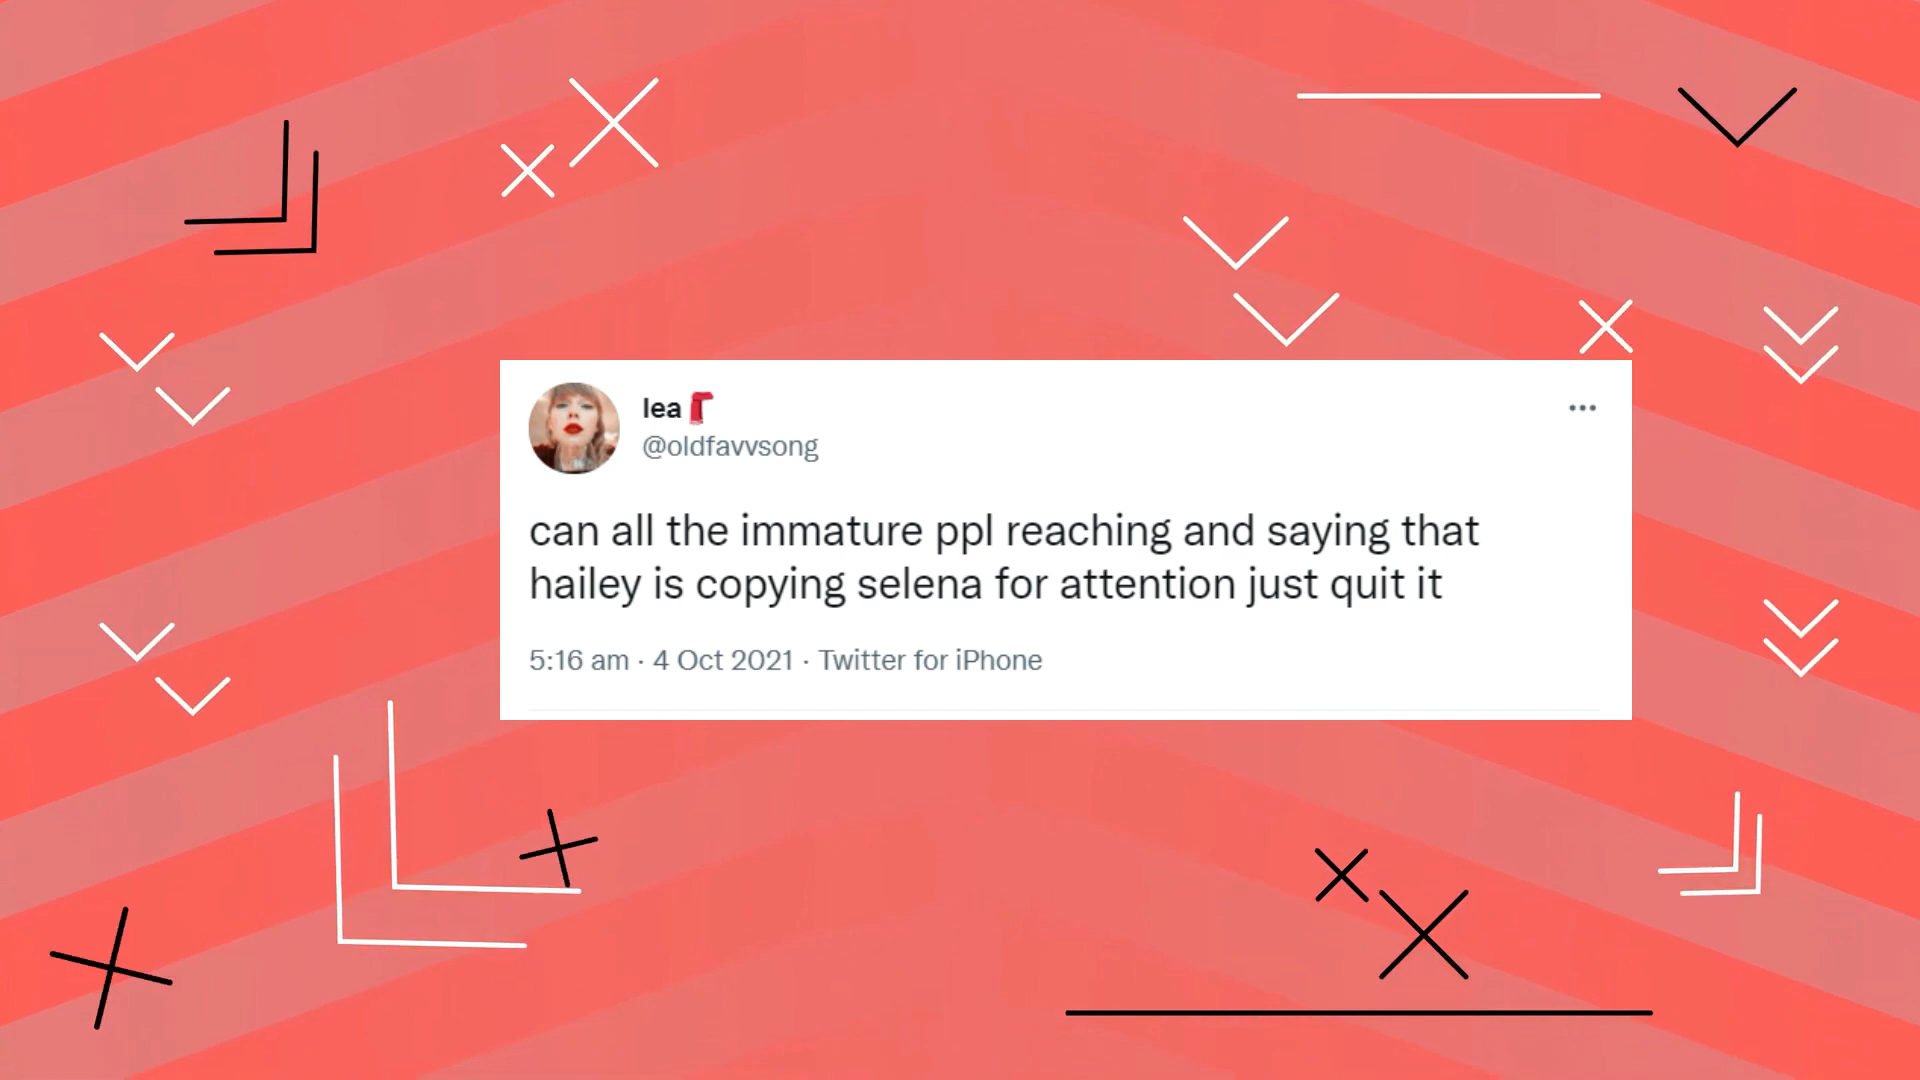 lea🧣
@oldfavvsong
can all the immature ppl reaching and saying that
hailey is copying selena for attention just quit it
5:16 am · 4 Oct 2021 · Twitter for iPhone